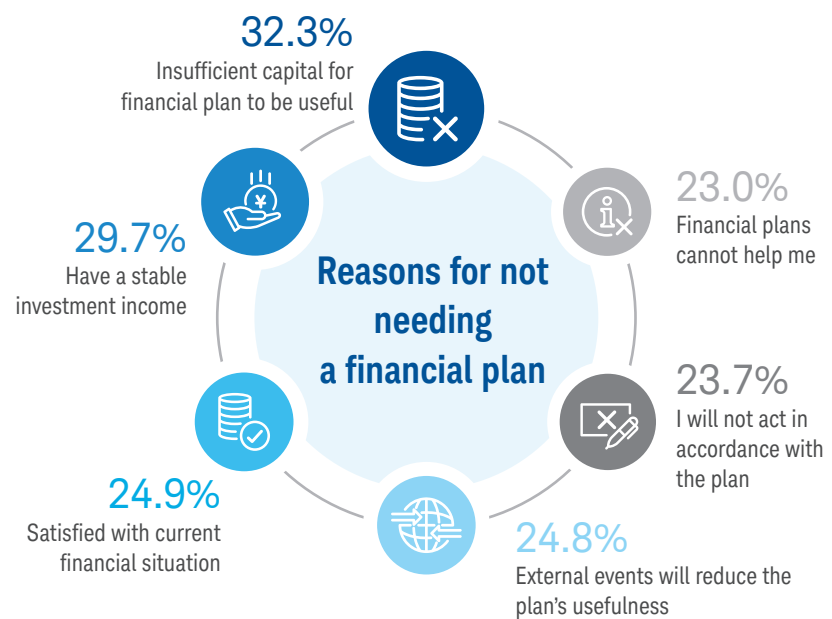 32.3%
Insufficient capital for
financial plan to be useful
29.7%
Have a stable
investment income
24.9%
Satisfied with current
financial situation
¥
Reasons for not
needing
a financial plan
i
23.0%
Financial plans
cannot help me
23.7%
I will not act in
accordance with
the plan
24.8%
External events will reduce the
plan's usefulness